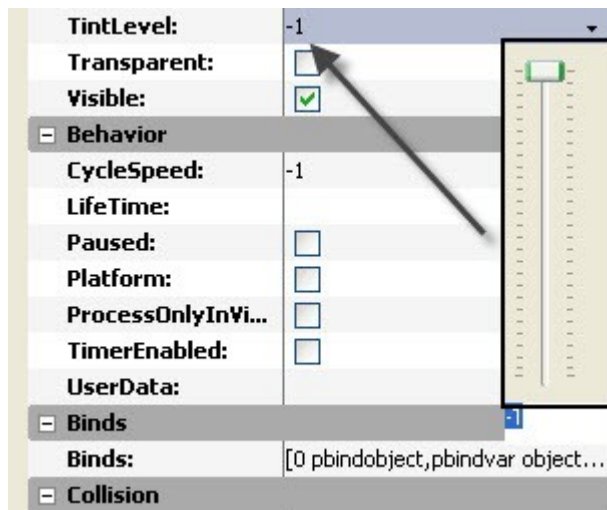 TintLevel: -1
Transparent:
Visible:
Behavior
CycleSpeed: -1
LifeTime:
Paused:
Platform:
ProcessOnlyInVi...
TimerEnabled:
UserData:
Binds
-1
Binds: [0 pbindobject,pbindvar object...
Collision